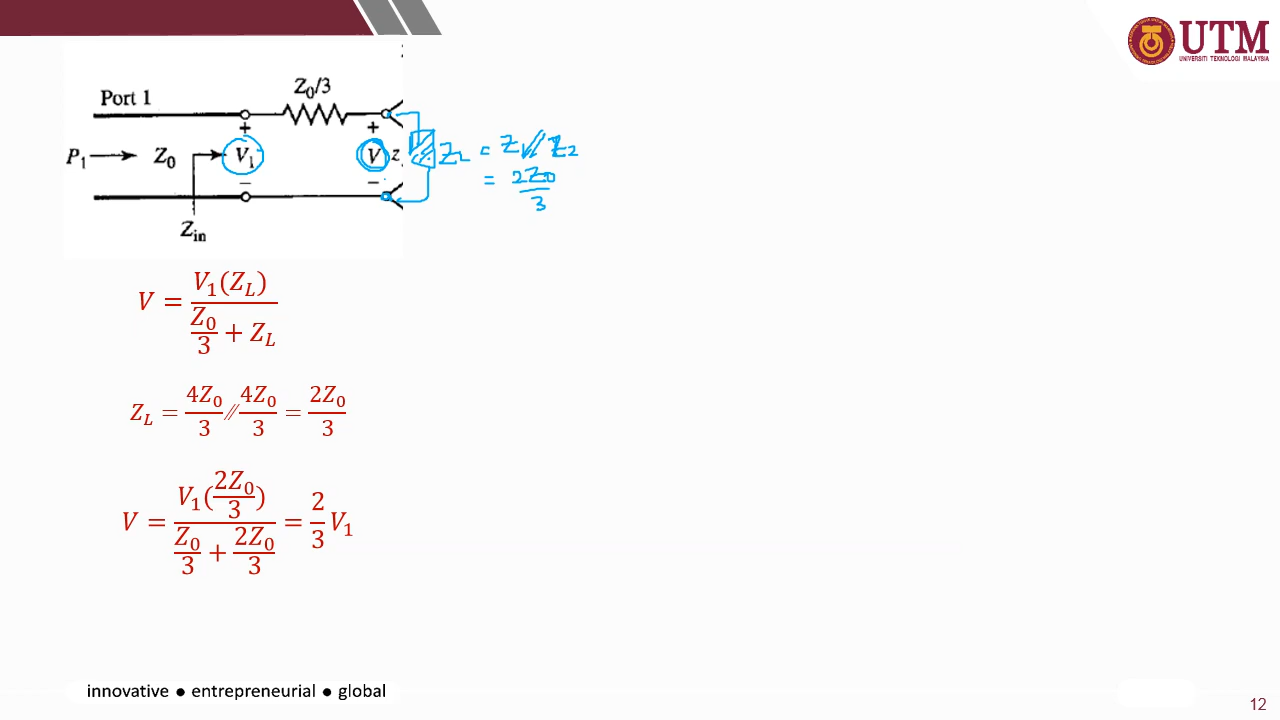 UTM
UNIVERSITI TEKNOLOGI MALAYSIA
Port 1
Z₀/3
P₁ → Z₀
+
V₁
−
+
V
−
z
Z_in
Z_L = Z₁ // Z₂
= 2Z₀/3
V = V₁(Z_L) / (Z₀/3 + Z_L)
Z_L = 4Z₀/3 // 4Z₀/3 = 2Z₀/3
V = V₁(2Z₀/3) / (Z₀/3 + 2Z₀/3) = 2/3 V₁
innovative ● entrepreneurial ● global
12